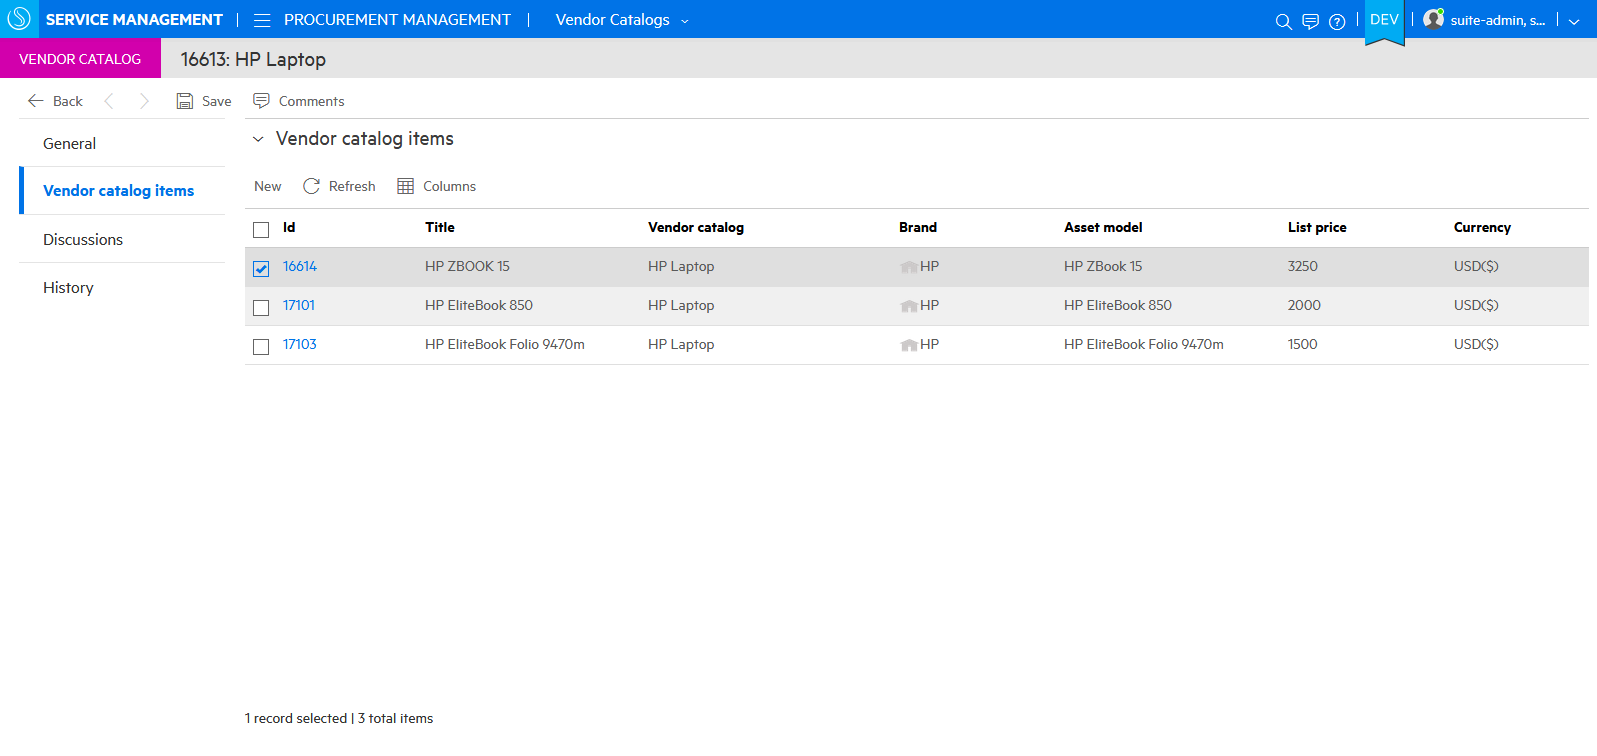 SERVICE MANAGEMENT | PROCUREMENT MANAGEMENT | Vendor Catalogs DEV | suite-admin, s... |
VENDOR CATALOG 16613: HP Laptop
Back Save Comments
General
Vendor catalog items
Discussions
History
Vendor catalog items
New Refresh Columns
Id Title Vendor catalog Brand Asset model List price Currency
16614 HP ZBOOK 15 HP Laptop HP HP ZBook 15 3250 USD($)
17101 HP EliteBook 850 HP Laptop HP HP EliteBook 850 2000 USD($)
17103 HP EliteBook Folio 9470m HP Laptop HP HP EliteBook Folio 9470m 1500 USD($)
1 record selected | 3 total items